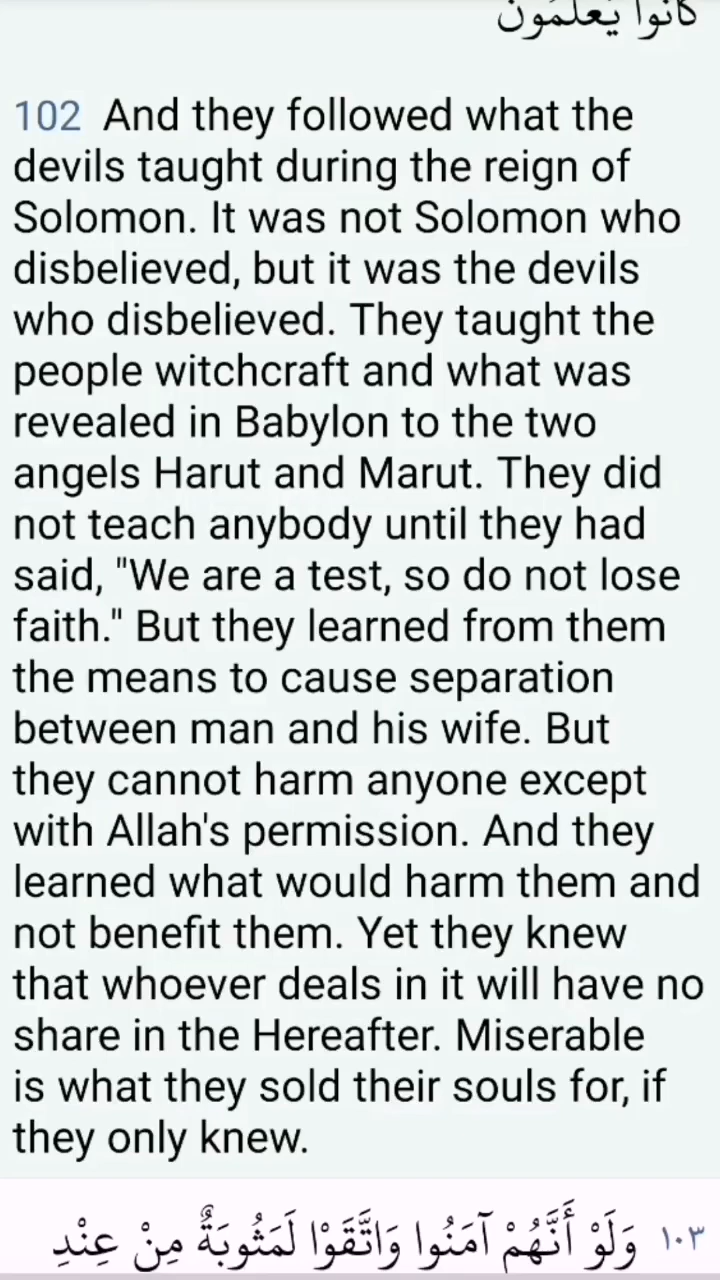 كانوا يعلمون
102 And they followed what the
devils taught during the reign of
Solomon. It was not Solomon who
disbelieved, but it was the devils
who disbelieved. They taught the
people witchcraft and what was
revealed in Babylon to the two
angels Harut and Marut. They did
not teach anybody until they had
said, "We are a test, so do not lose
faith." But they learned from them
the means to cause separation
between man and his wife. But
they cannot harm anyone except
with Allah's permission. And they
learned what would harm them and
not benefit them. Yet they knew
that whoever deals in it will have no
share in the Hereafter. Miserable
is what they sold their souls for, if
they only knew.
١٠٣ وَلَوْ أَنَّهُمْ آمَنُوا وَاتَّقَوْا لَمَثُوبَةٌ مِنْ عِنْدِ